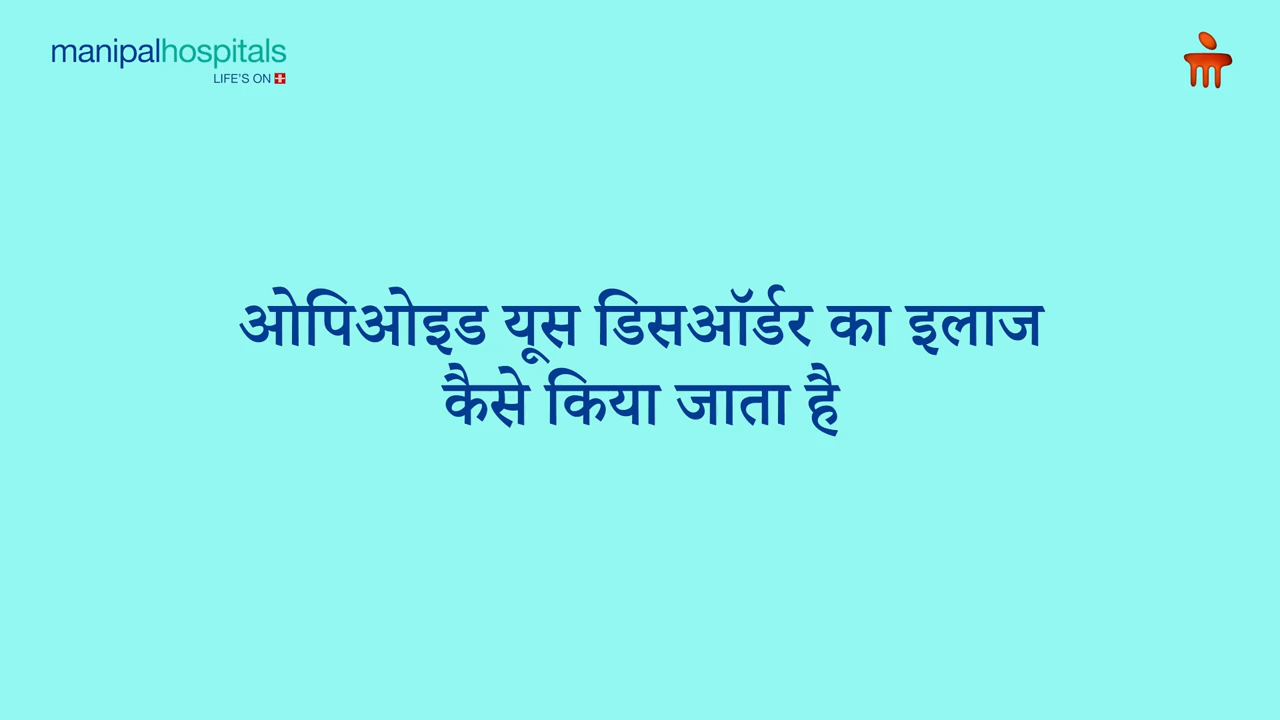 manipalhospitals
LIFE'S ON
ओपिओइड यूस डिसऑर्डर का इलाज
कैसे किया जाता है